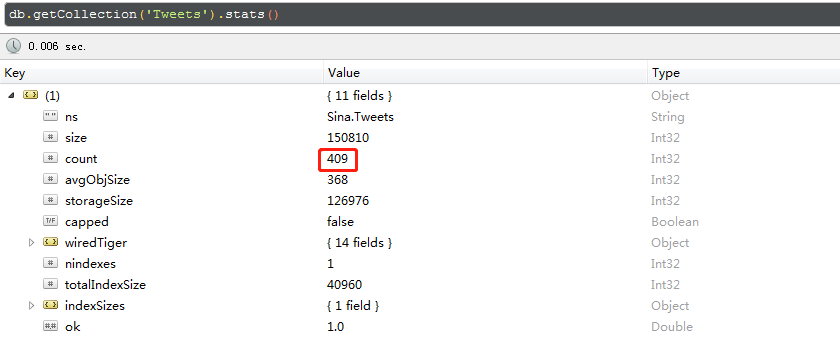 db.getCollection('Tweets').stats()
0.006 sec.
Key Value Type
(1) { 11 fields } Object
" " ns Sina.Tweets String
# size 150810 Int32
# count 409 Int32
# avgObjSize 368 Int32
# storageSize 126976 Int32
T/F capped false Boolean
wiredTiger { 14 fields } Object
# nindexes 1 Int32
# totalIndexSize 40960 Int32
indexSizes { 1 field } Object
#.# ok 1.0 Double